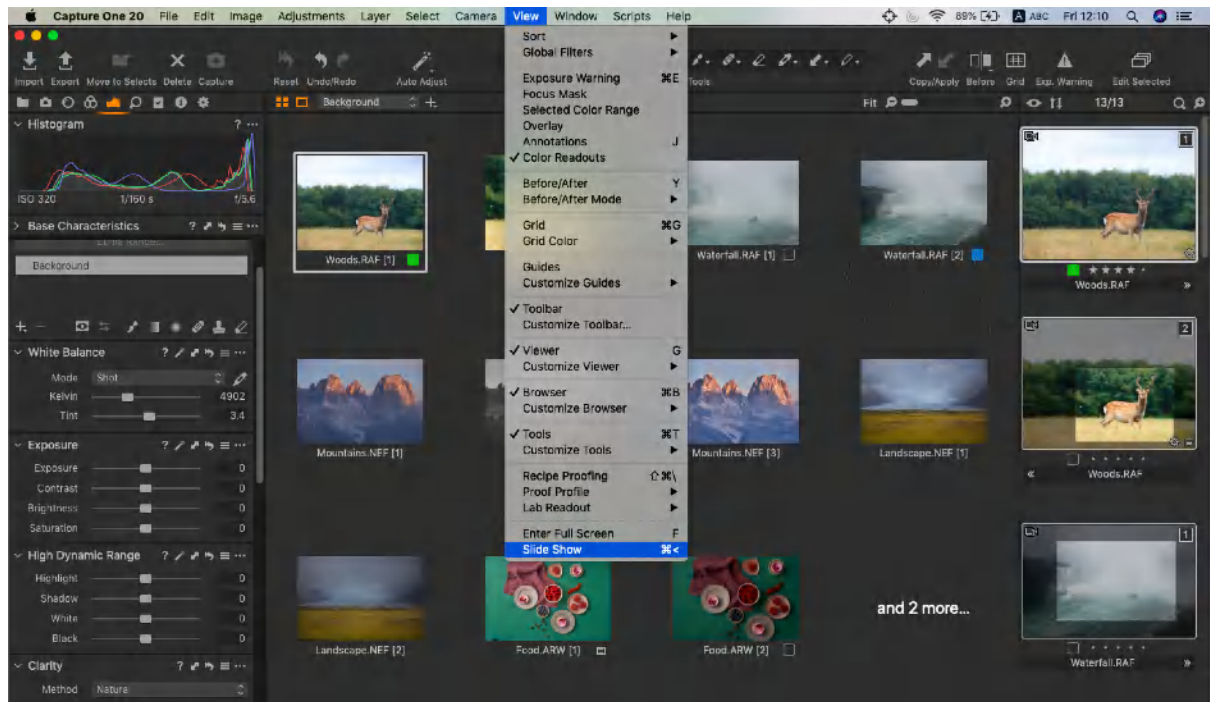 Capture One 20 File Edit Image Adjustments Layer Select Camera View Window Scripts Help 89% ABC Fri 12:10
Import Export Move to Selects Delete Capture Reset Undo/Redo Auto Adjust Tools Copy/Apply Before Grid Exp. Warning Edit Selected
Background Fit 13/13
Histogram ?
ISO 320 1/160 s f/5.6
Base Characteristics ?
Background
White Balance ?
Mode Shot
Kelvin 4902
Tint 3.4
Exposure ?
Exposure 0
Contrast 0
Brightness 0
Saturation 0
High Dynamic Range ?
Highlight 0
Shadow 0
White 0
Black 0
Clarity ?
Method Natural
Sort
Global Filters
Exposure Warning ⌘E
Focus Mask
Selected Color Range
Overlay
Annotations J
✓ Color Readouts
Before/After Y
Before/After Mode
Grid ⌘G
Grid Color
Guides
Customize Guides
✓ Toolbar
Customize Toolbar...
✓ Viewer G
Customize Viewer
✓ Browser ⌘B
Customize Browser
✓ Tools ⌘T
Customize Tools
Recipe Proofing ⇧⌘\
Proof Profile
Lab Readout
Enter Full Screen F
Slide Show ⌘<
Woods.RAF [1]
Waterfall.RAF [1]
Waterfall.RAF [2]
Mountains.NEF [1]
Mountains.NEF [3]
Landscape.NEF [1]
Landscape.NEF [2]
Food.ARW [1]
Food.ARW [2]
and 2 more...
1
Woods.RAF
2
Woods.RAF
1
Waterfall.RAF